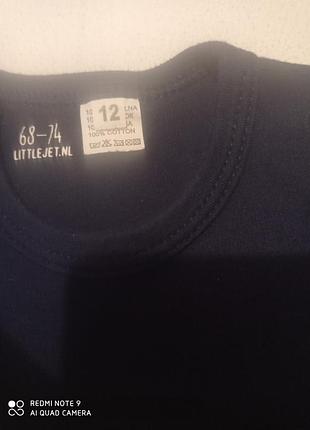 68-74
LITTLEJET.NL
12
100% COTTON
REDMI NOTE 9
AI QUAD CAMERA